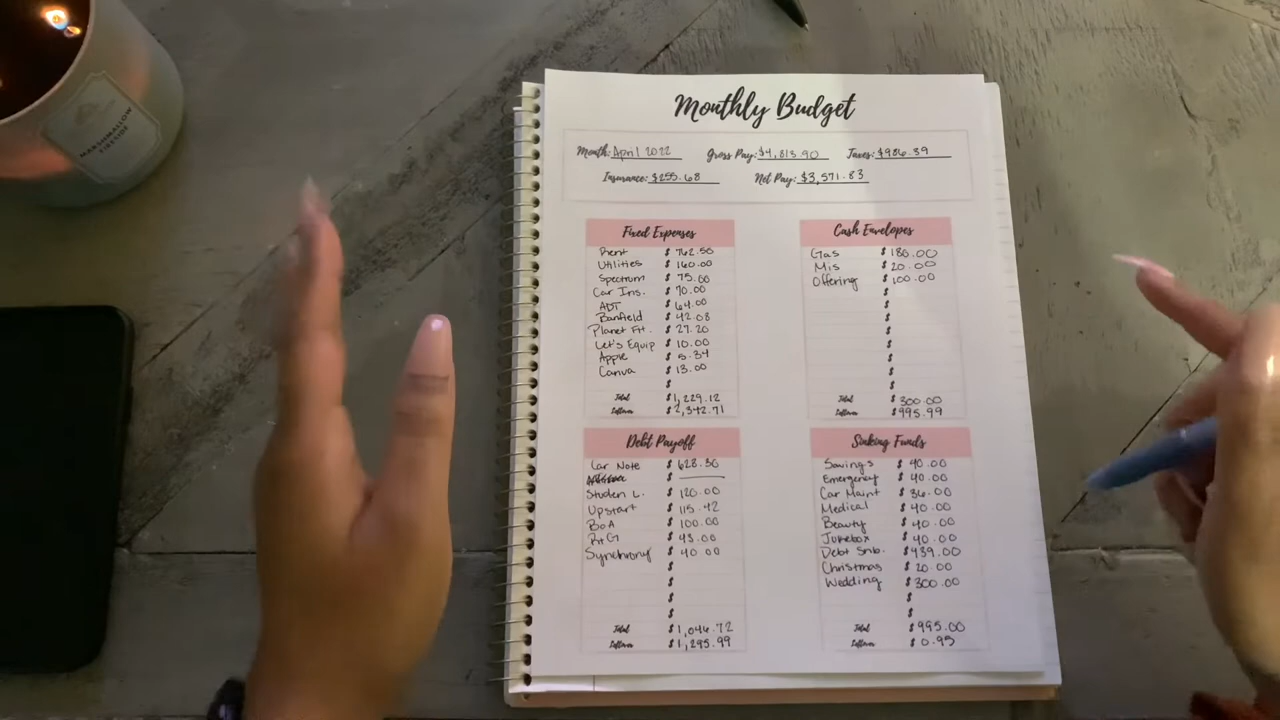 MARSHMALLOW
FIRESIDE
Monthly Budget
Month: April 2022 Gross Pay: $4,813.90 Taxes: $986.39
Insurance: $255.68 Net Pay: $3,571.83
Fixed Expenses
Rent $ 762.50
Utilities $ 160.00
Spectrum $ 75.00
Car Ins. $ 70.00
ADT $ 64.00
Banfield $ 42.08
Planet Fit. $ 27.20
Let's Equip $ 10.00
Apple $ 5.34
Canva $ 13.00
$
Total $1,229.12
Leftover $2,342.71
Cash Envelopes
Gas $ 180.00
Mis $ 20.00
Offering $ 100.00
$
$
$
$
$
$
$
$
Total $ 300.00
Leftover $995.99
Debt Payoff
Car Note $ 628.30
$
Studen L. $ 120.00
Upstart $ 115.42
BoA $ 100.00
$ 43.00
Synchrony $ 40.00
$
$
$
$
Total $1,046.72
Leftover $1,295.99
Sinking Funds
Savings $ 40.00
Emergency $ 40.00
Car Maint $ 36.00
Medical $ 40.00
Beauty $ 40.00
Jukebox $ 40.00
Debt Snb. $439.00
Christmas $ 20.00
Wedding $ 300.00
$
$
Total $995.00
Leftover $ 0.95